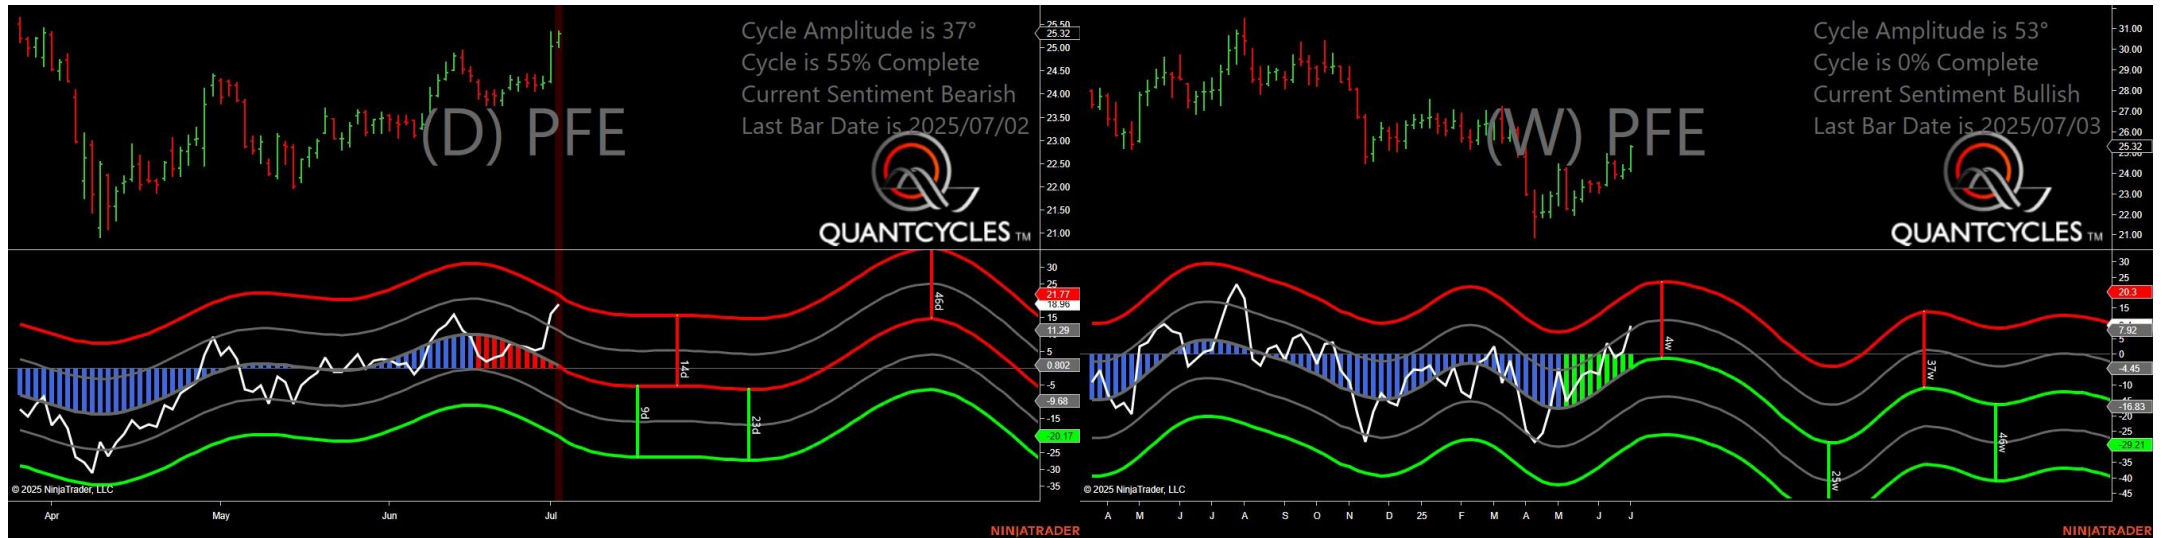 Cycle Amplitude is 37°
Cycle is 55% Complete
Current Sentiment Bearish
Last Bar Date is 2025/07/02
(D) PFE
QUANTCYCLES TM
25.50
25.32
25.00
24.50
24.00
23.50
23.00
22.50
22.00
21.50
21.00
30
25
21.77
18.96
15
11.29
5
0.802
-5
-9.68
-15
-20.17
-25
-30
-35
9d
14d
23d
46d
© 2025 NinjaTrader, LLC
Apr May Jun Jul
NINJATRADER
Cycle Amplitude is 53°
Cycle is 0% Complete
Current Sentiment Bullish
Last Bar Date is 2025/07/03
(W) PFE
QUANTCYCLES TM
31.00
30.00
29.00
28.00
27.00
26.00
25.32
25.00
24.00
23.00
22.00
21.00
30
25
20.3
15
10
7.92
5
0
-4.45
-10
-16.83
-20
-25
-29.21
-35
-40
-45
4w
25w
37w
46w
© 2025 NinjaTrader, LLC
A M J J A S O N D 25 F M A M J J
NINJATRADER